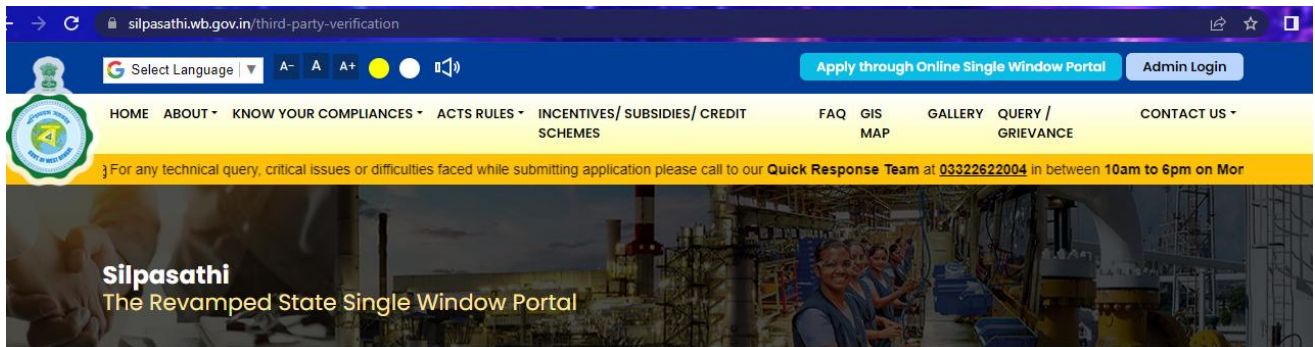 silpasathi.wb.gov.in/third-party-verification
Select Language ▼ A- A A+ Apply through Online Single Window Portal Admin Login
HOME ABOUT KNOW YOUR COMPLIANCES ACTS RULES INCENTIVES/ SUBSIDIES/ CREDIT SCHEMES FAQ GIS MAP GALLERY QUERY / GRIEVANCE CONTACT US
For any technical query, critical issues or difficulties faced while submitting application please call to our Quick Response Team at 03322622004 in between 10am to 6pm on Mon
Silpasathi
The Revamped State Single Window Portal